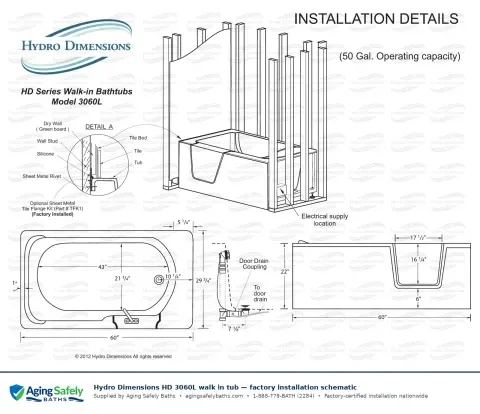 INSTALLATION DETAILS
HYDRO DIMENSIONS
(50 Gal. Operating capacity)
HD Series Walk-in Bathtubs
Model 3060L
Dry Wall
( Green board )
DETAIL A
Wall Stud
Tile Bed
Silicone
Tile
Tub
Sheet Metal Rivet
Optional Sheet Metal
Tile Flange Kit (Part # TFK1)
(Factory Installed)
Electrical supply
location
5 1/4"
17 1/2"
Door Drain
Coupling
43"
21 3/4"
10 1/4"
29 3/4"
22"
16 1/4"
1"
To
door
drain
6"
7 1/8"
60"
60"
© 2012 Hydro Dimensions All rights reserved
AgingSafely
BATHS
Hydro Dimensions HD 3060L walk in tub — factory installation schematic
Supplied by Aging Safely Baths • agingsafelybaths.com • 1-888-779-BATH (2284) • Factory-certified installation nationwide